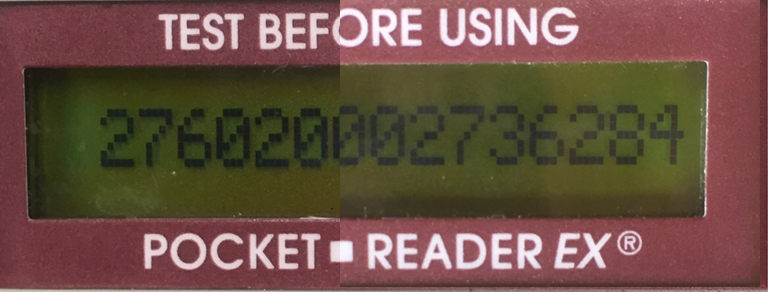 TEST BEFORE USING
276020002736284
POCKET ▪ READER EX®